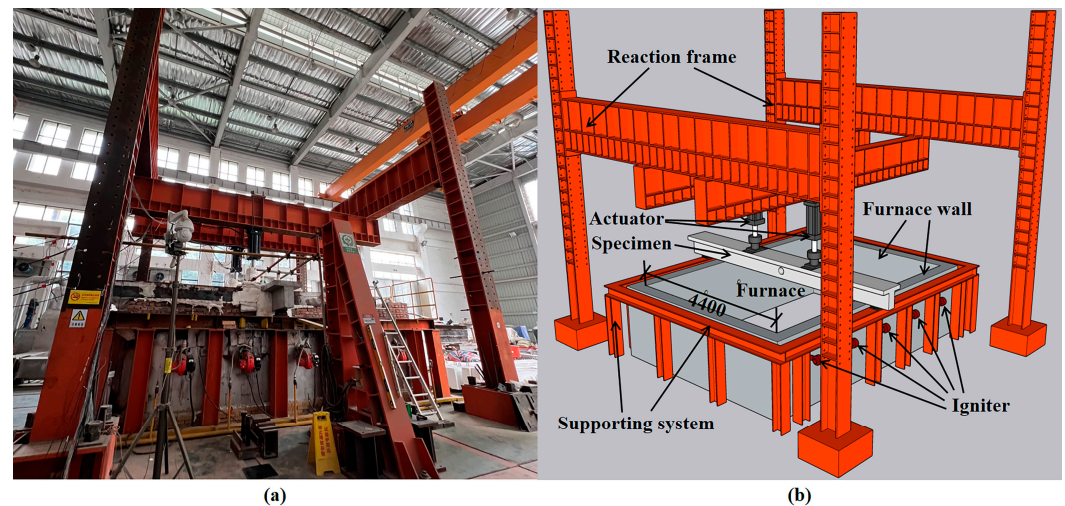 Reaction frame
Actuator
Specimen
Furnace wall
Furnace
4400
Supporting system
Igniter
(a)
(b)